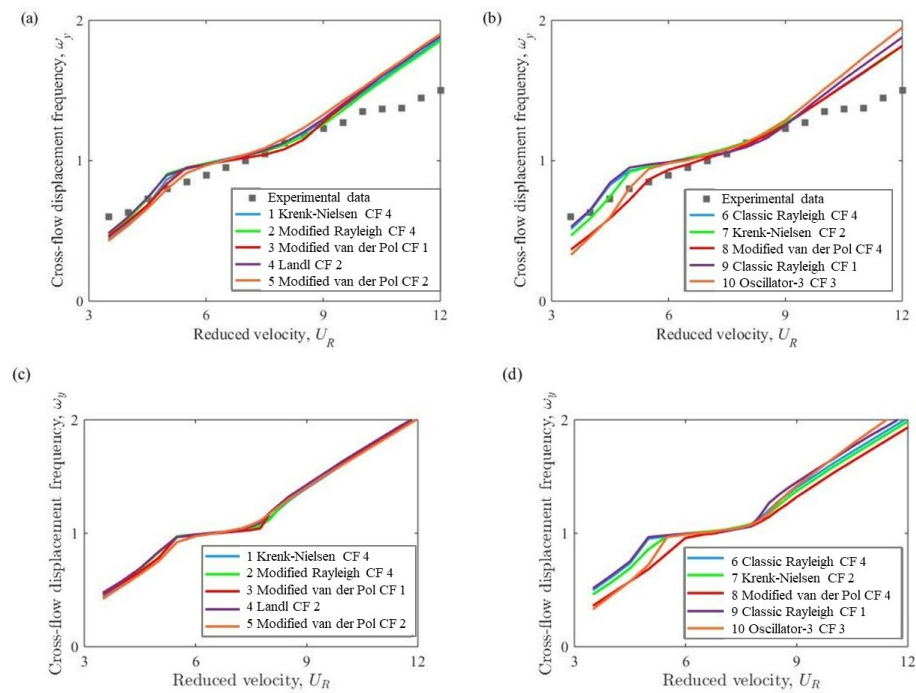 (a)
Cross-flow displacement frequency, ω_y
2
1
0
3
6
9
12
Reduced velocity, U_R
Experimental data
1 Krenk-Nielsen CF 4
2 Modified Rayleigh CF 4
3 Modified van der Pol CF 1
4 Landl CF 2
5 Modified van der Pol CF 2
(b)
Cross-flow displacement frequency, ω_y
2
1
0
3
6
9
12
Reduced velocity, U_R
Experimental data
6 Classic Rayleigh CF 4
7 Krenk-Nielsen CF 2
8 Modified van der Pol CF 4
9 Classic Rayleigh CF 1
10 Oscillator-3 CF 3
(c)
Cross-flow displacement frequency, ω_y
2
1
0
3
6
9
12
Reduced velocity, U_R
1 Krenk-Nielsen CF 4
2 Modified Rayleigh CF 4
3 Modified van der Pol CF 1
4 Landl CF 2
5 Modified van der Pol CF 2
(d)
Cross-flow displacement frequency, ω_y
2
1
0
3
6
9
12
Reduced velocity, U_R
6 Classic Rayleigh CF 4
7 Krenk-Nielsen CF 2
8 Modified van der Pol CF 4
9 Classic Rayleigh CF 1
10 Oscillator-3 CF 3